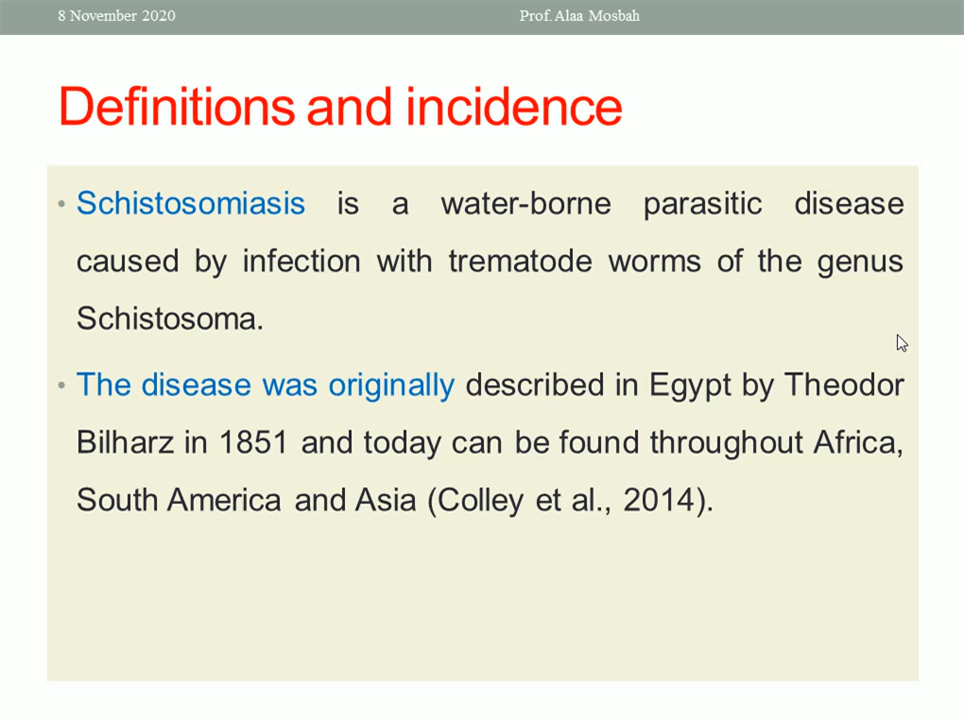 8 November 2020 Prof.Alaa Mosbah
Definitions and incidence
• Schistosomiasis is a water-borne parasitic disease
caused by infection with trematode worms of the genus
Schistosoma.
• The disease was originally described in Egypt by Theodor
Bilharz in 1851 and today can be found throughout Africa,
South America and Asia (Colley et al., 2014).